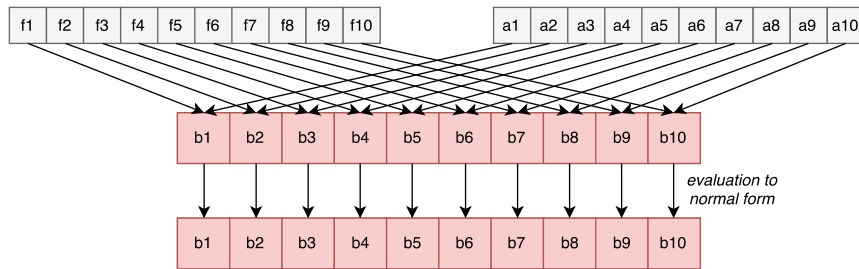 f1 f2 f3 f4 f5 f6 f7 f8 f9 f10 a1 a2 a3 a4 a5 a6 a7 a8 a9 a10
b1 b2 b3 b4 b5 b6 b7 b8 b9 b10
evaluation to
normal form
b1 b2 b3 b4 b5 b6 b7 b8 b9 b10